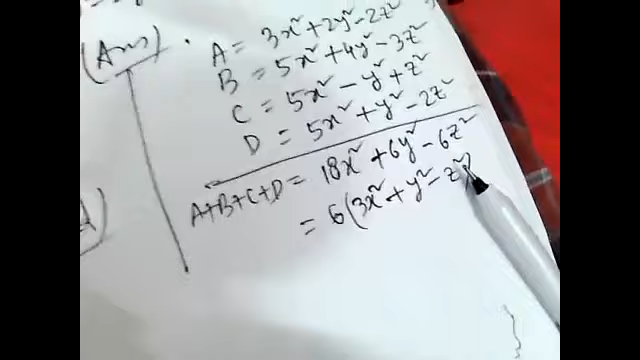 (Ans) .
A = 3x² + 2y² - 2z²
B = 5x² + 4y² - 3z²
C = 5x² - y² + z²
D = 5x² + y² - 2z²
A+B+C+D = 18x² + 6y² - 6z²
= 6(3x² + y² - z²)